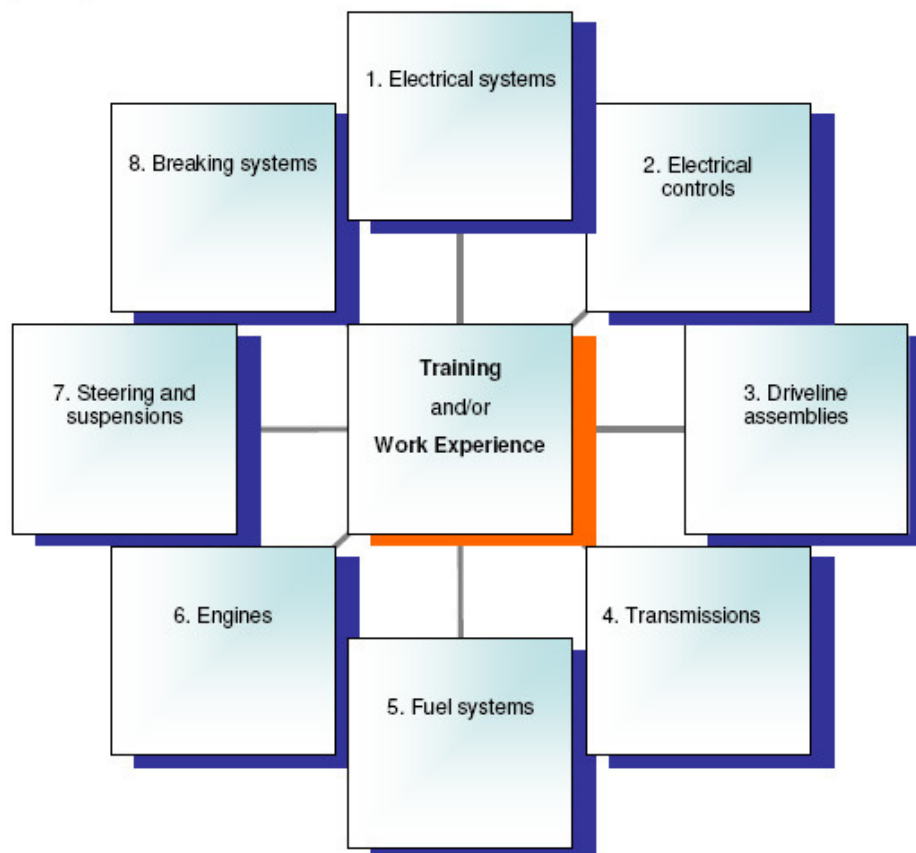 1. Electrical systems
8. Breaking systems
2. Electrical
controls
Training
and/or
Work Experience
7. Steering and
suspensions
3. Driveline
assemblies
6. Engines
4. Transmissions
5. Fuel systems